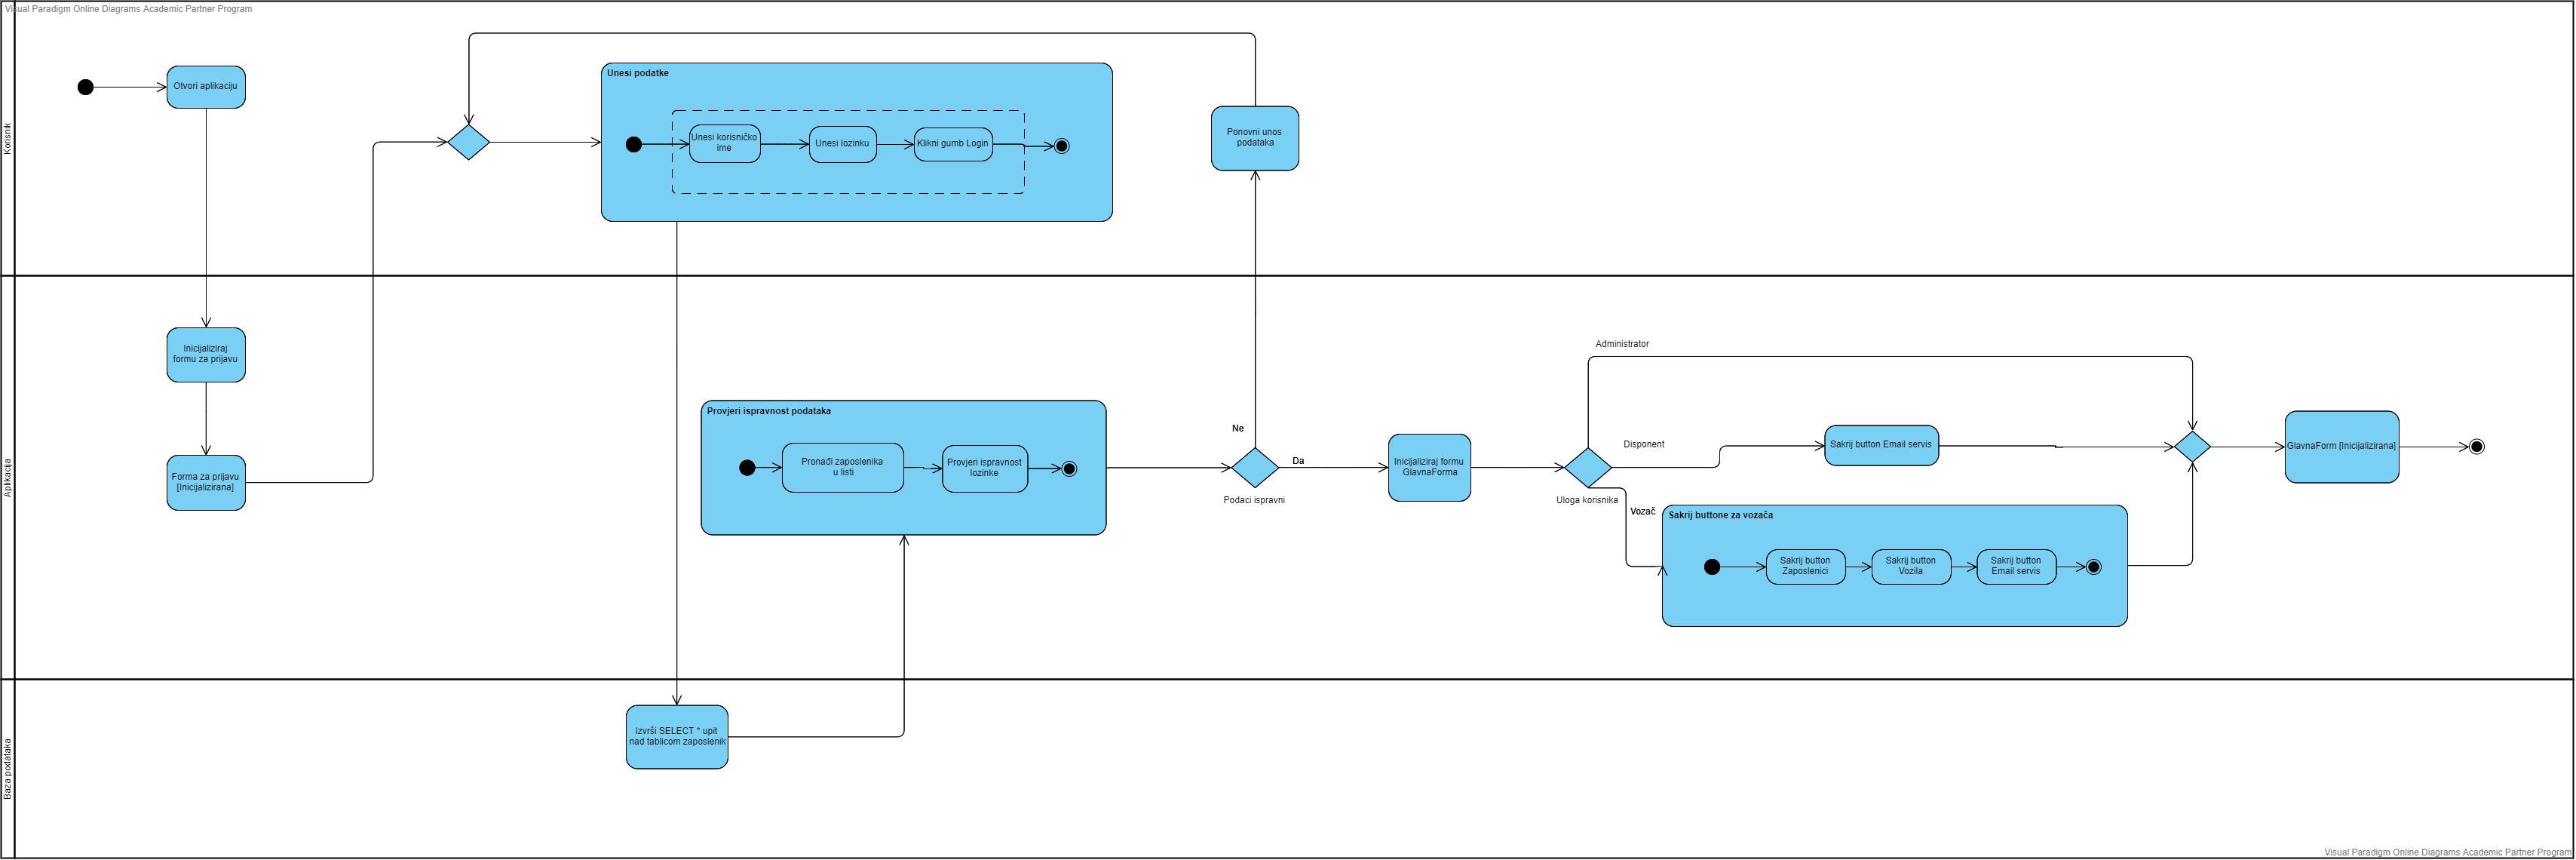 Visual Paradigm Online Diagrams Academic Partner Program
Korisnik
Otvori aplikaciju
Unesi podatke
Unesi korisničko
ime
Unesi lozinku
Klikni gumb Login
Ponovni unos
podataka
Aplikacija
Inicijaliziraj
formu za prijavu
Forma za prijavu
[Inicijalizirana]
Provjeri ispravnost podataka
Pronađi zaposlenika
u listi
Provjeri ispravnost
lozinke
Ne
Da
Podaci ispravni
Inicijaliziraj formu
GlavnaForma
Uloga korisnika
Administrator
Disponent
Vozač
Sakrij button Email servis
Sakrij buttone za vozača
Sakrij button
Zaposlenici
Sakrij button
Vozila
Sakrij button
Email servis
GlavnaForm [Inicijalizirana]
Baza podataka
Izvrši SELECT * upit
nad tablicom zaposlenik
Visual Paradigm Online Diagrams Academic Partner Program